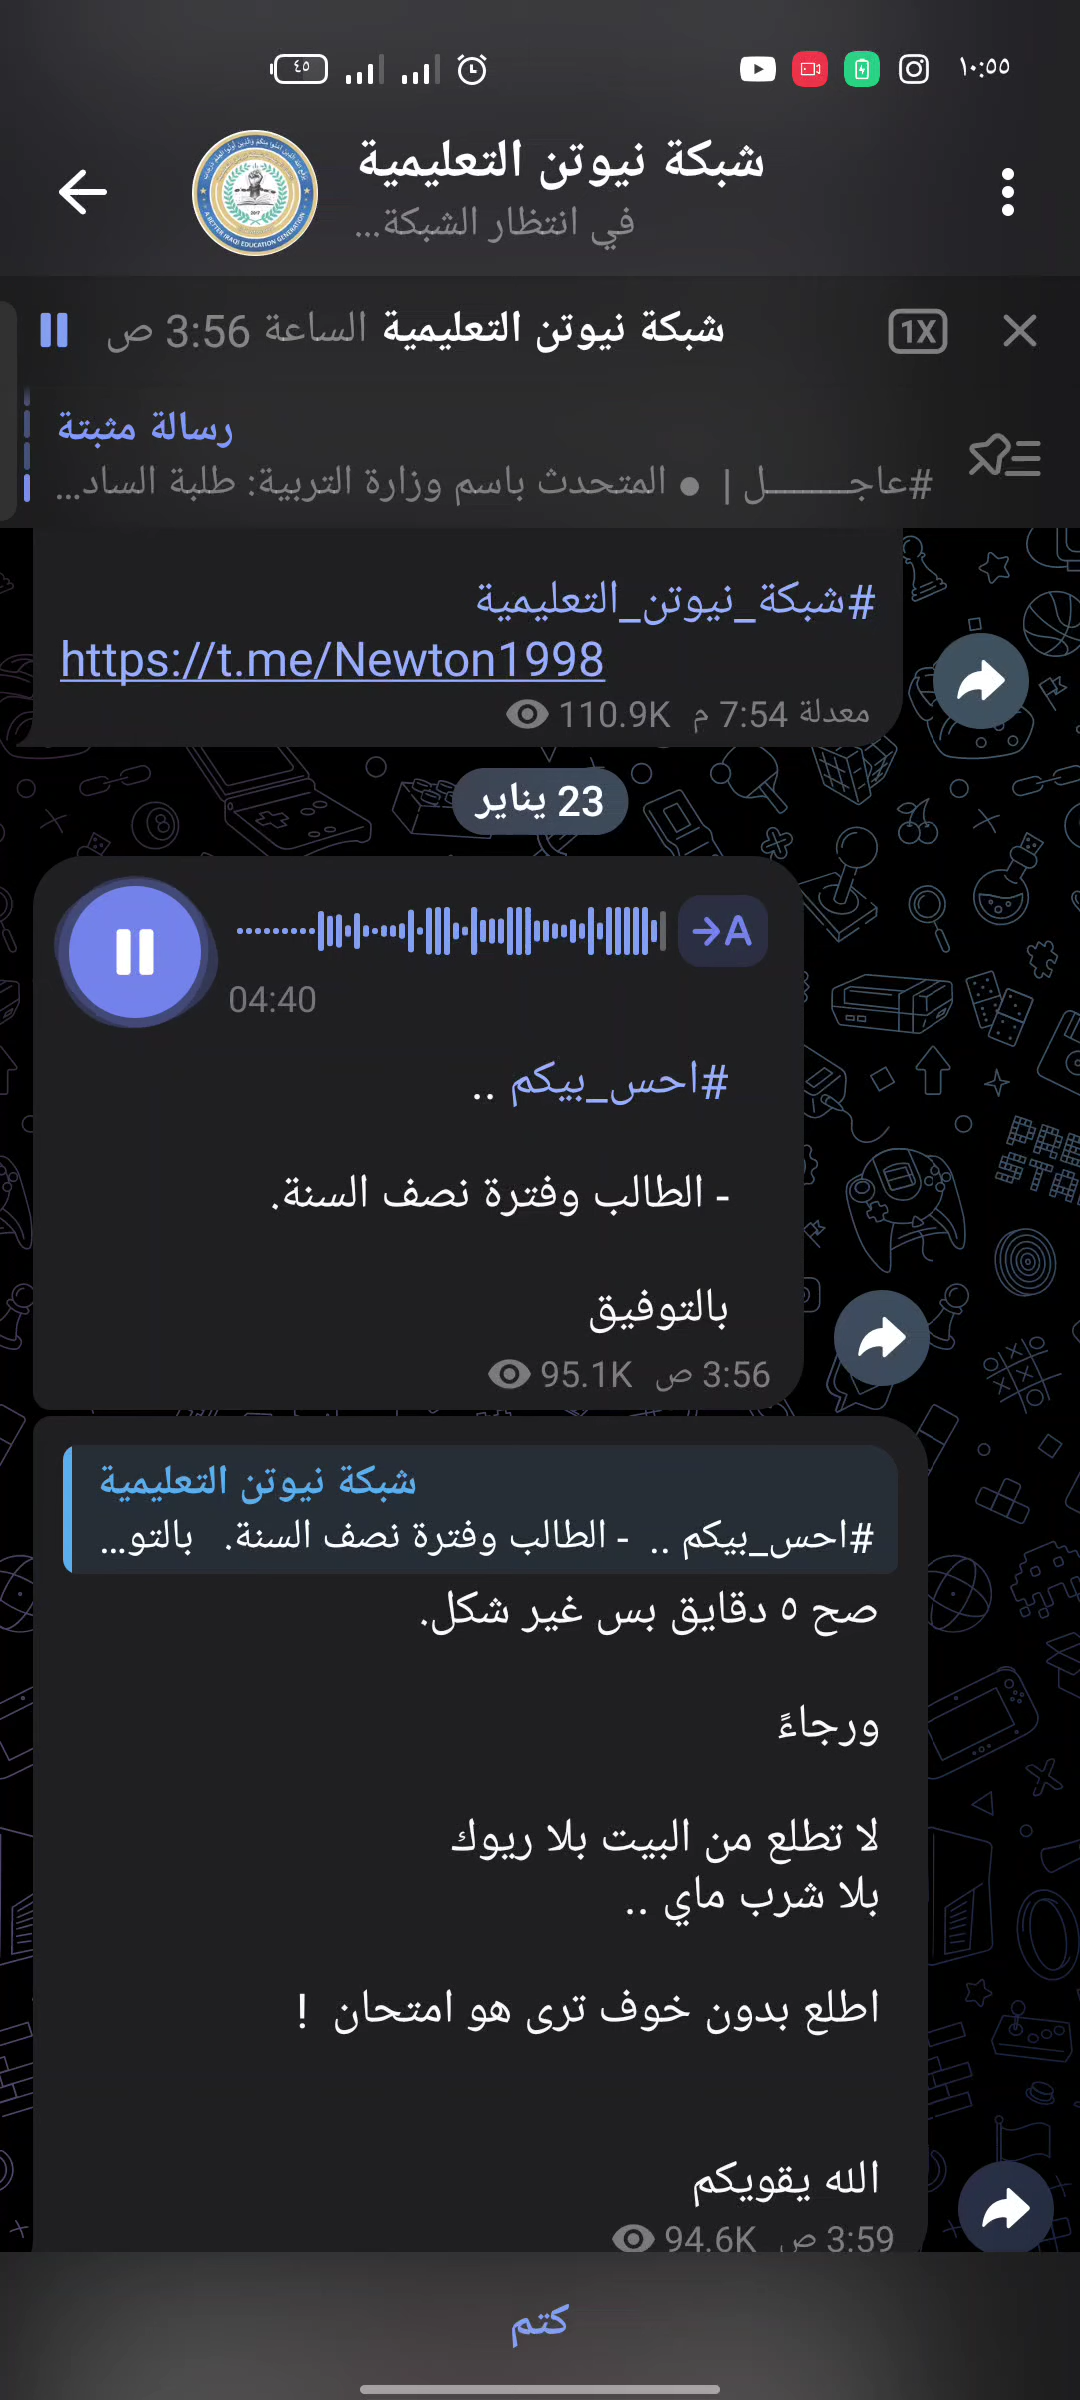 ٤٥
١٠:٥٥
شبكة نيوتن التعليمية
في انتظار الشبكة...
شبكة نيوتن التعليمية الساعة 3:56 ص
1X
رسالة مثبتة
#عاجــــــــل | ● المتحدث باسم وزارة التربية: طلبة الساد...
#شبكة_نيوتن_التعليمية
https://t.me/Newton1998
110.9K معدلة 7:54 م
23 يناير
→A
04:40
#احس_بيكم ..
- الطالب وفترة نصف السنة.
بالتوفيق
95.1K 3:56 ص
شبكة نيوتن التعليمية
#احس_بيكم .. - الطالب وفترة نصف السنة. بالتو...
صح ٥ دقايق بس غير شكل.
ورجاءً
لا تطلع من البيت بلا ريوك
بلا شرب ماي ..
اطلع بدون خوف ترى هو امتحان !
الله يقويكم
94.6K 3:59 ص
كتم